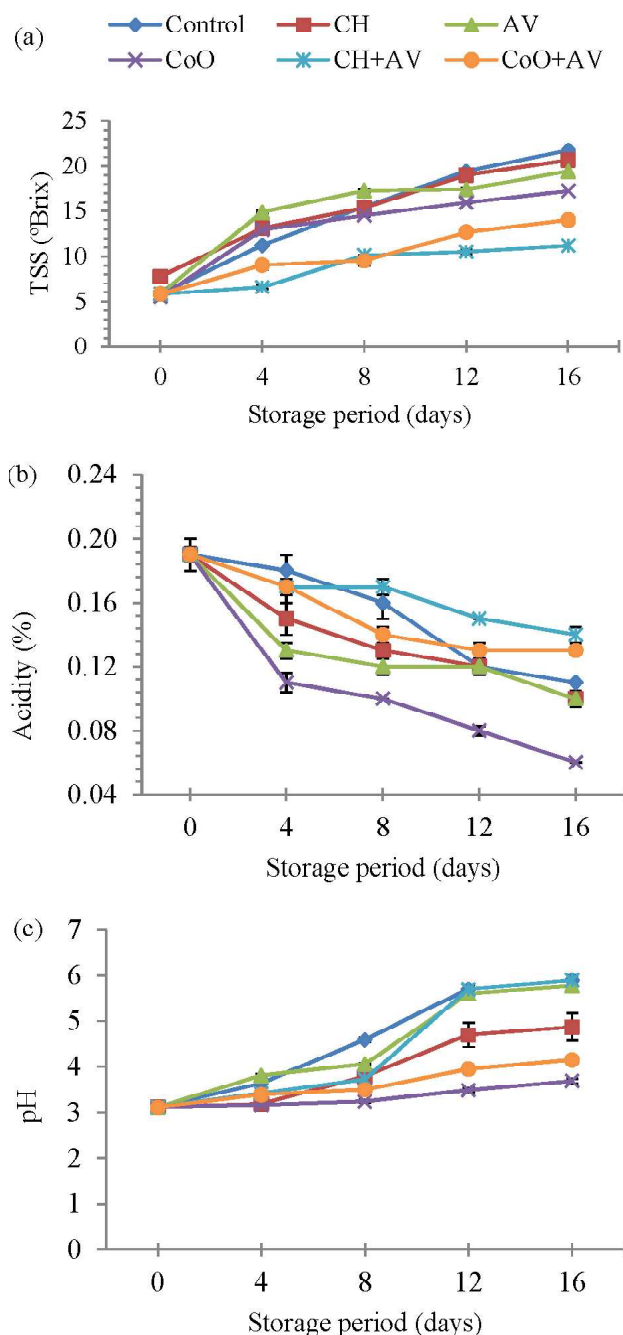 (a)
Control CH AV
CoO CH+AV CoO+AV
25
20
15
10
5
0
TSS (ºBrix)
0 4 8 12 16
Storage period (days)
(b)
0.24
0.20
0.16
0.12
0.08
0.04
Acidity (%)
0 4 8 12 16
Storage period (days)
(c)
7
6
5
4
3
2
1
0
pH
0 4 8 12 16
Storage period (days)